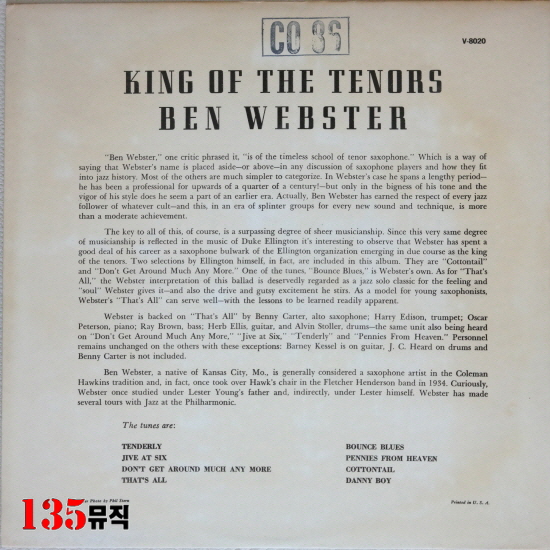 CO 86
V-8020
KING OF THE TENORS
BEN WEBSTER
"Ben Webster," one critic phrased it, "is of the timeless school of tenor saxophone." Which is a way of
saying that Webster's name is placed aside—or above—in any discussion of saxophone players and how they fit
into jazz history. Most of the others are much simpler to categorize. In Webster's case he spans a lengthy period—
he has been a professional for upwards of a quarter of a century!—but only in the bigness of his tone and the
vigor of his style does he seem a part of an earlier era. Actually, Ben Webster has earned the respect of every jazz
follower of whatever cult—and this, in an era of splinter groups for every new sound and technique, is more
than a moderate achievement.
The key to all of this, of course, is a surpassing degree of sheer musicianship. Since this very same degree
of musicianship is reflected in the music of Duke Ellington it's interesting to observe that Webster has spent a
good deal of his career as a saxophone bulwark of the Ellington organization emerging in due course as the king
of the tenors. Two selections by Ellington himself, in fact, are included in this album. They are "Cottontail"
and "Don't Get Around Much Any More." One of the tunes, "Bounce Blues," is Webster's own. As for "That's
All," the Webster interpretation of this ballad is deservedly regarded as a jazz solo classic for the feeling and
"soul" Webster gives it—and also the drive and gutsy excitement he stirs. As a model for young saxophonists,
Webster's "That's All" can serve well—with the lessons to be learned readily apparent.
Webster is backed on "That's All" by Benny Carter, alto saxophone; Harry Edison, trumpet; Oscar
Peterson, piano; Ray Brown, bass; Herb Ellis, guitar, and Alvin Stoller, drums—the same unit also being heard
on "Don't Get Around Much Any More," "Jive at Six," "Tenderly" and "Pennies From Heaven." Personnel
remains unchanged on the others with these exceptions: Barney Kessel is on guitar, J. C. Heard on drums and
Benny Carter is not included.
Ben Webster, a native of Kansas City, Mo., is generally considered a saxophone artist in the Coleman
Hawkins tradition and, in fact, once took over Hawk's chair in the Fletcher Henderson band in 1934. Curiously,
Webster once studied under Lester Young's father and, indirectly, under Lester himself. Webster has made
several tours with Jazz at the Philharmonic.
The tunes are:
TENDERLY
JIVE AT SIX
DON'T GET AROUND MUCH ANY MORE
THAT'S ALL
BOUNCE BLUES
PENNIES FROM HEAVEN
COTTONTAIL
DANNY BOY
Photo by Phil Stern
Printed in U. S. A.
135뮤직